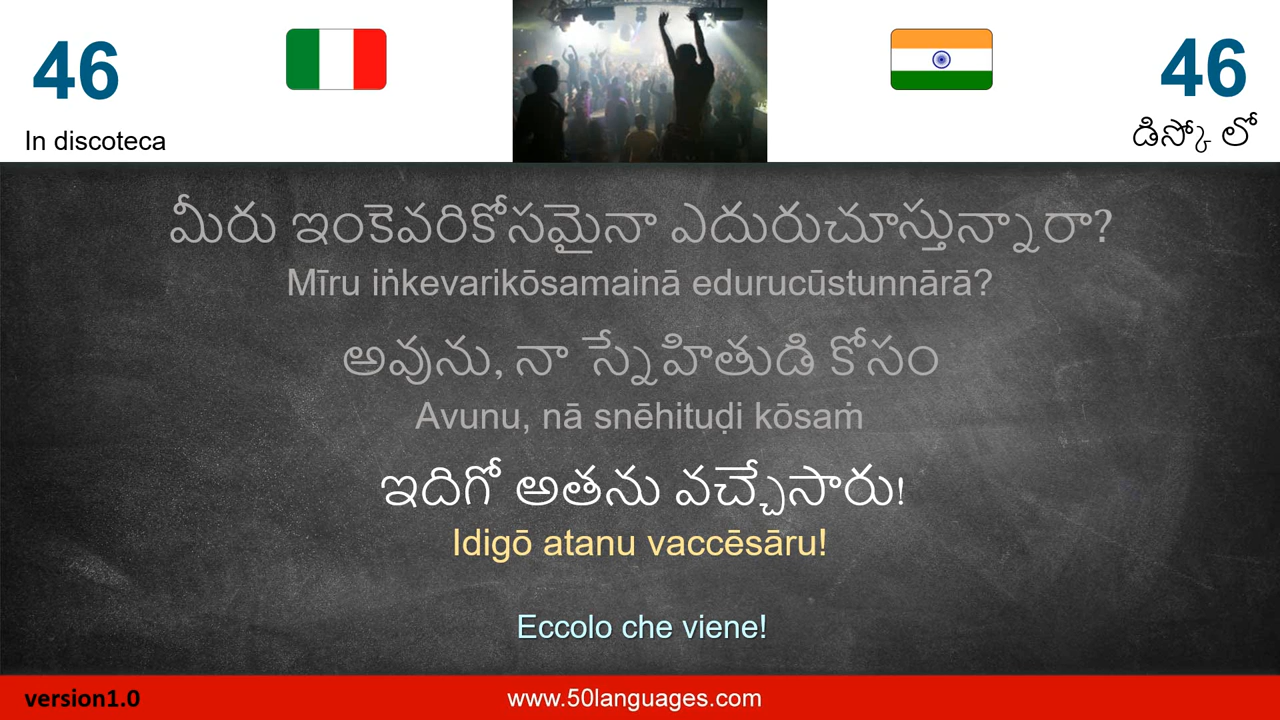 46
46
In discoteca
డిస్కో లో
మీరు ఇంకెవరికోసమైనా ఎదురుచూస్తున్నారా?
Mīru iṅkevarikōsamainā edurucūstunnārā?
అవును, నా స్నేహితుడి కోసం
Avunu, nā snēhituḍi kōsaṁ
ఇదిగో అతను వచ్చేసారు!
Idigō atanu vaccēsāru!
Eccolo che viene!
version1.0
www.50languages.com